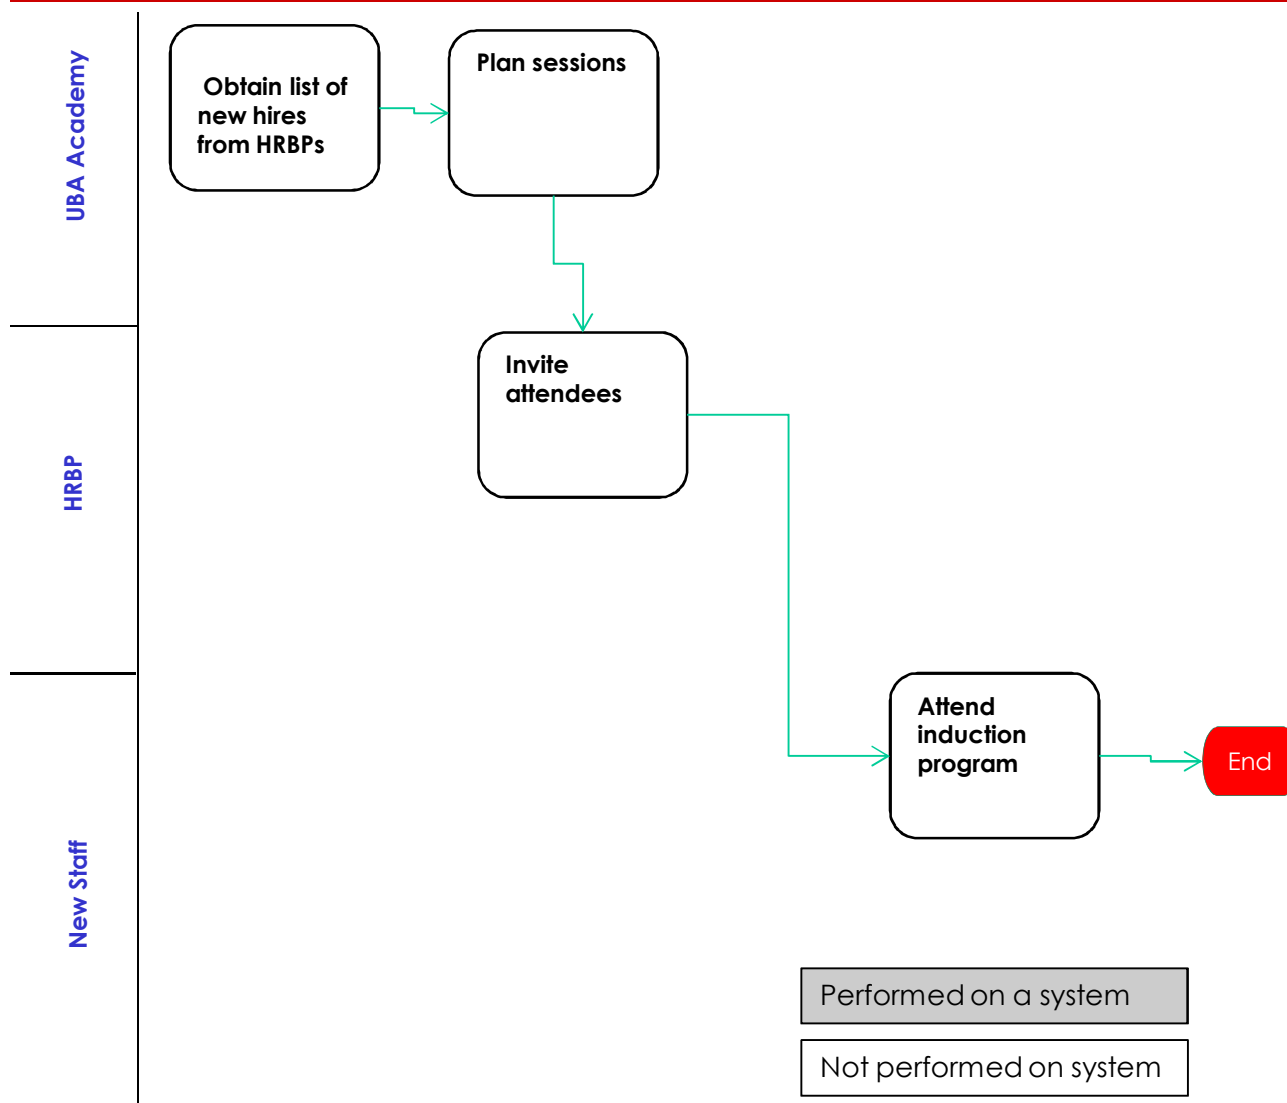 UBA Academy
Obtain list of
new hires
from HRBPs
Plan sessions
HRBP
Invite
attendees
New Staff
Attend
induction
program
End
Performed on a system
Not performed on system